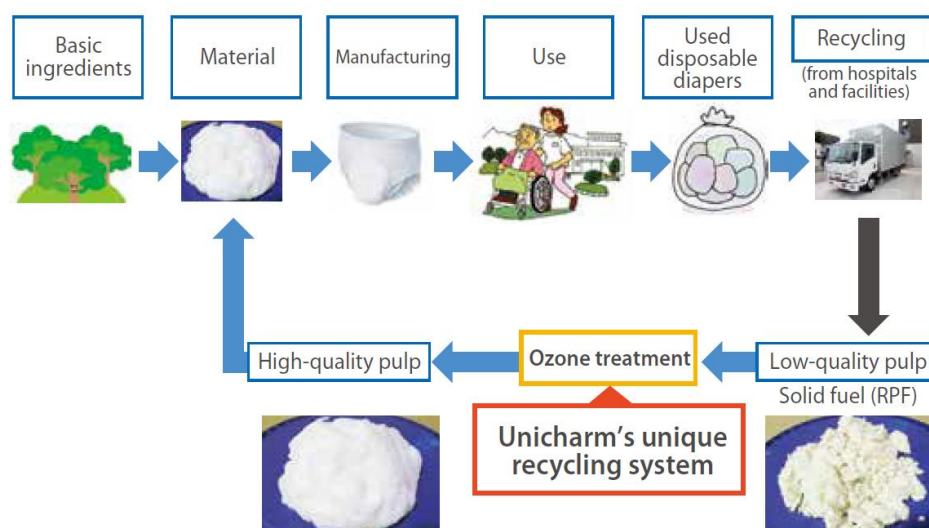 Basic
ingredients
Material
Manufacturing
Use
Used
disposable
diapers
Recycling
(from hospitals
and facilities)
High-quality pulp
Ozone treatment
Low-quality pulp
Solid fuel (RPF)
Unicharm's unique
recycling system